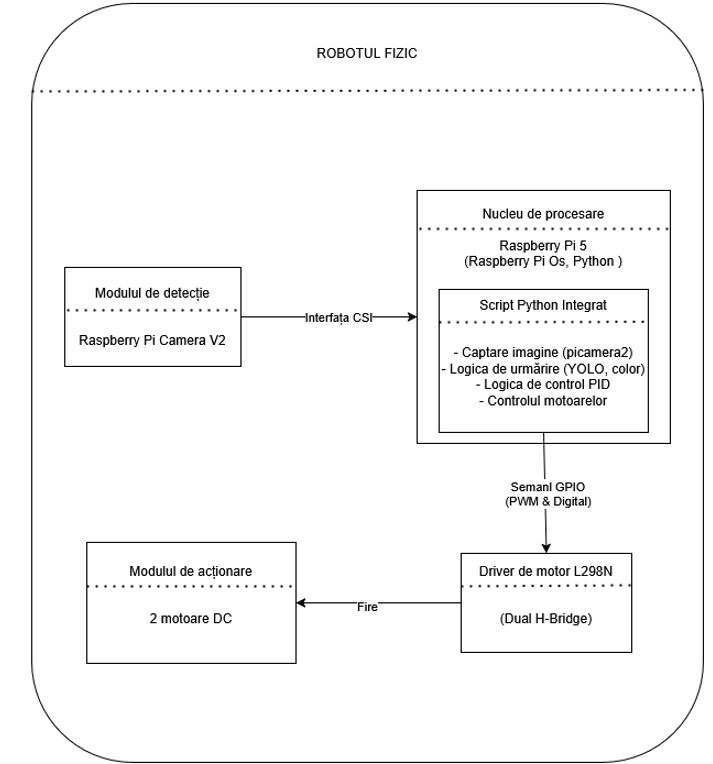 ROBOTUL FIZIC
Nucleu de procesare
Raspberry Pi 5
(Raspberry Pi Os, Python )
Modulul de detecție
Raspberry Pi Camera V2
Interfața CSI
Script Python Integrat
- Captare imagine (picamera2)
- Logica de urmărire (YOLO, color)
- Logica de control PID
- Controlul motoarelor
Semanl GPIO
(PWM & Digital)
Modulul de acționare
2 motoare DC
Fire
Driver de motor L298N
(Dual H-Bridge)